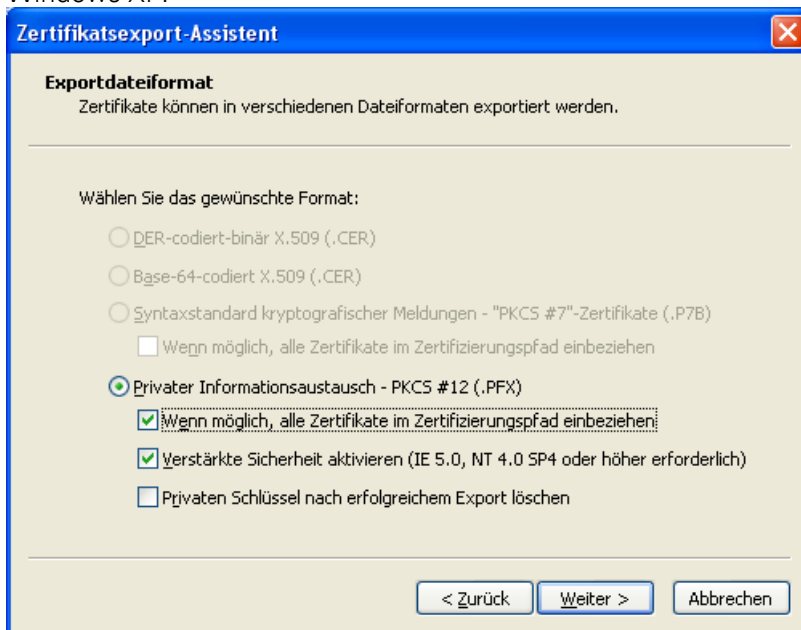 Zertifikatsexport-Assistent
Exportdateiformat
Zertifikate können in verschiedenen Dateiformaten exportiert werden.
Wählen Sie das gewünschte Format:
DER-codiert-binär X.509 (.CER)
Base-64-codiert X.509 (.CER)
Syntaxstandard kryptografischer Meldungen - "PKCS #7"-Zertifikate (.P7B)
Wenn möglich, alle Zertifikate im Zertifizierungspfad einbeziehen
Privater Informationsaustausch - PKCS #12 (.PFX)
Wenn möglich, alle Zertifikate im Zertifizierungspfad einbeziehen
Verstärkte Sicherheit aktivieren (IE 5.0, NT 4.0 SP4 oder höher erforderlich)
Privaten Schlüssel nach erfolgreichem Export löschen
< Zurück Weiter > Abbrechen